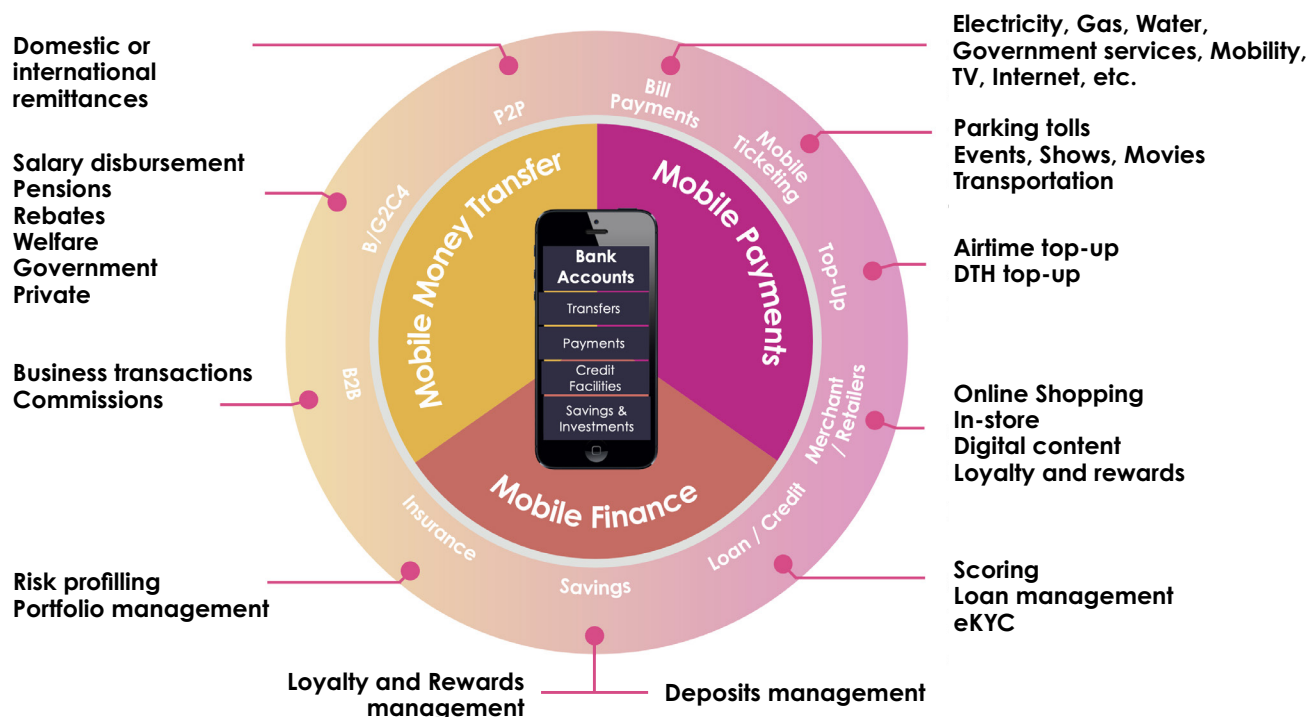 Domestic or
international
remittances
Salary disbursement
Pensions
Rebates
Welfare
Government
Private
Business transactions
Commissions
Risk profilling
Portfolio management
Loyalty and Rewards
management
Deposits management
Electricity, Gas, Water,
Government services, Mobility,
TV, Internet, etc.
Parking tolls
Events, Shows, Movies
Transportation
Airtime top-up
DTH top-up
Online Shopping
In-store
Digital content
Loyalty and rewards
Scoring
Loan management
eKYC
P2P
B/G2C4
B2B
Insurance
Savings
Loan / Credit
Merchant
/ Retailers
Top-Up
Mobile
Ticketing
Bill
Payments
Mobile Money Transfer
Mobile Payments
Mobile Finance
Bank
Accounts
Transfers
Payments
Credit
Facilities
Savings &
Investments